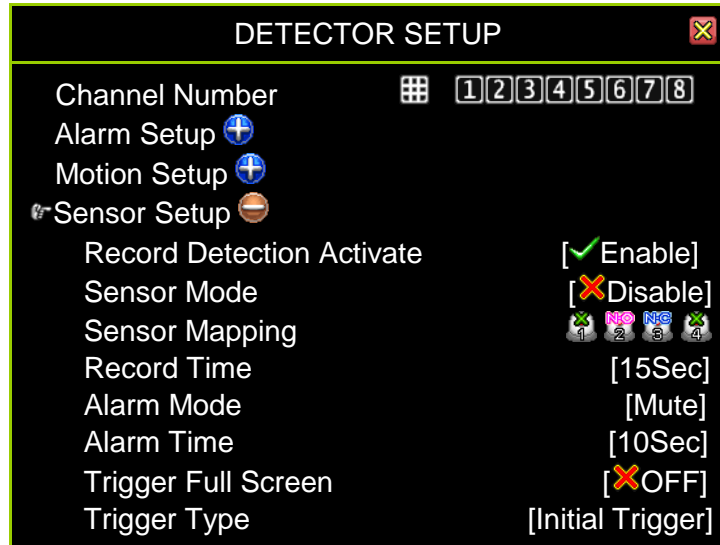 DETECTOR SETUP
Channel Number 1 2 3 4 5 6 7 8
Alarm Setup
Motion Setup
Sensor Setup
Record Detection Activate [Enable]
Sensor Mode [Disable]
Sensor Mapping 1 N:O 2 N:C 3 4
Record Time [15Sec]
Alarm Mode [Mute]
Alarm Time [10Sec]
Trigger Full Screen [OFF]
Trigger Type [Initial Trigger]